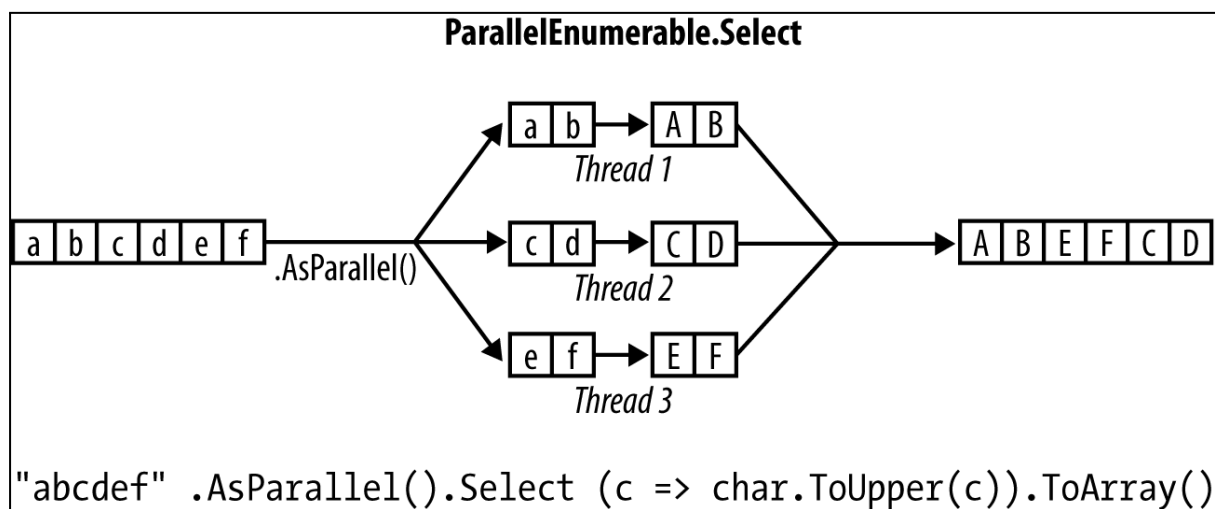 ParallelEnumerable.Select
a b A B
Thread 1
a b c d e f
.AsParallel()
c d C D
Thread 2
A B E F C D
e f E F
Thread 3
"abcdef" .AsParallel().Select (c => char.ToUpper(c)).ToArray()